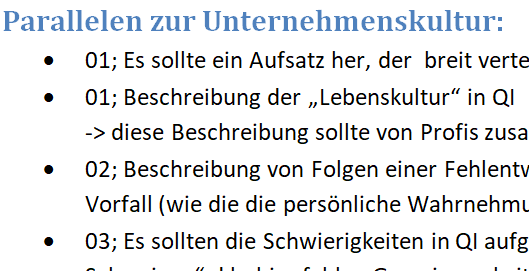 Parallelen zur Unternehmenskultur:
• 01; Es sollte ein Aufsatz her, der  breit verte
• 01; Beschreibung der „Lebenskultur“ in QI
-> diese Beschreibung sollte von Profis zusa
• 02; Beschreibung von Folgen einer Fehlentw
Vorfall (wie die die persönliche Wahrnehmu
• 03; Es sollten die Schwierigkeiten in QI aufg